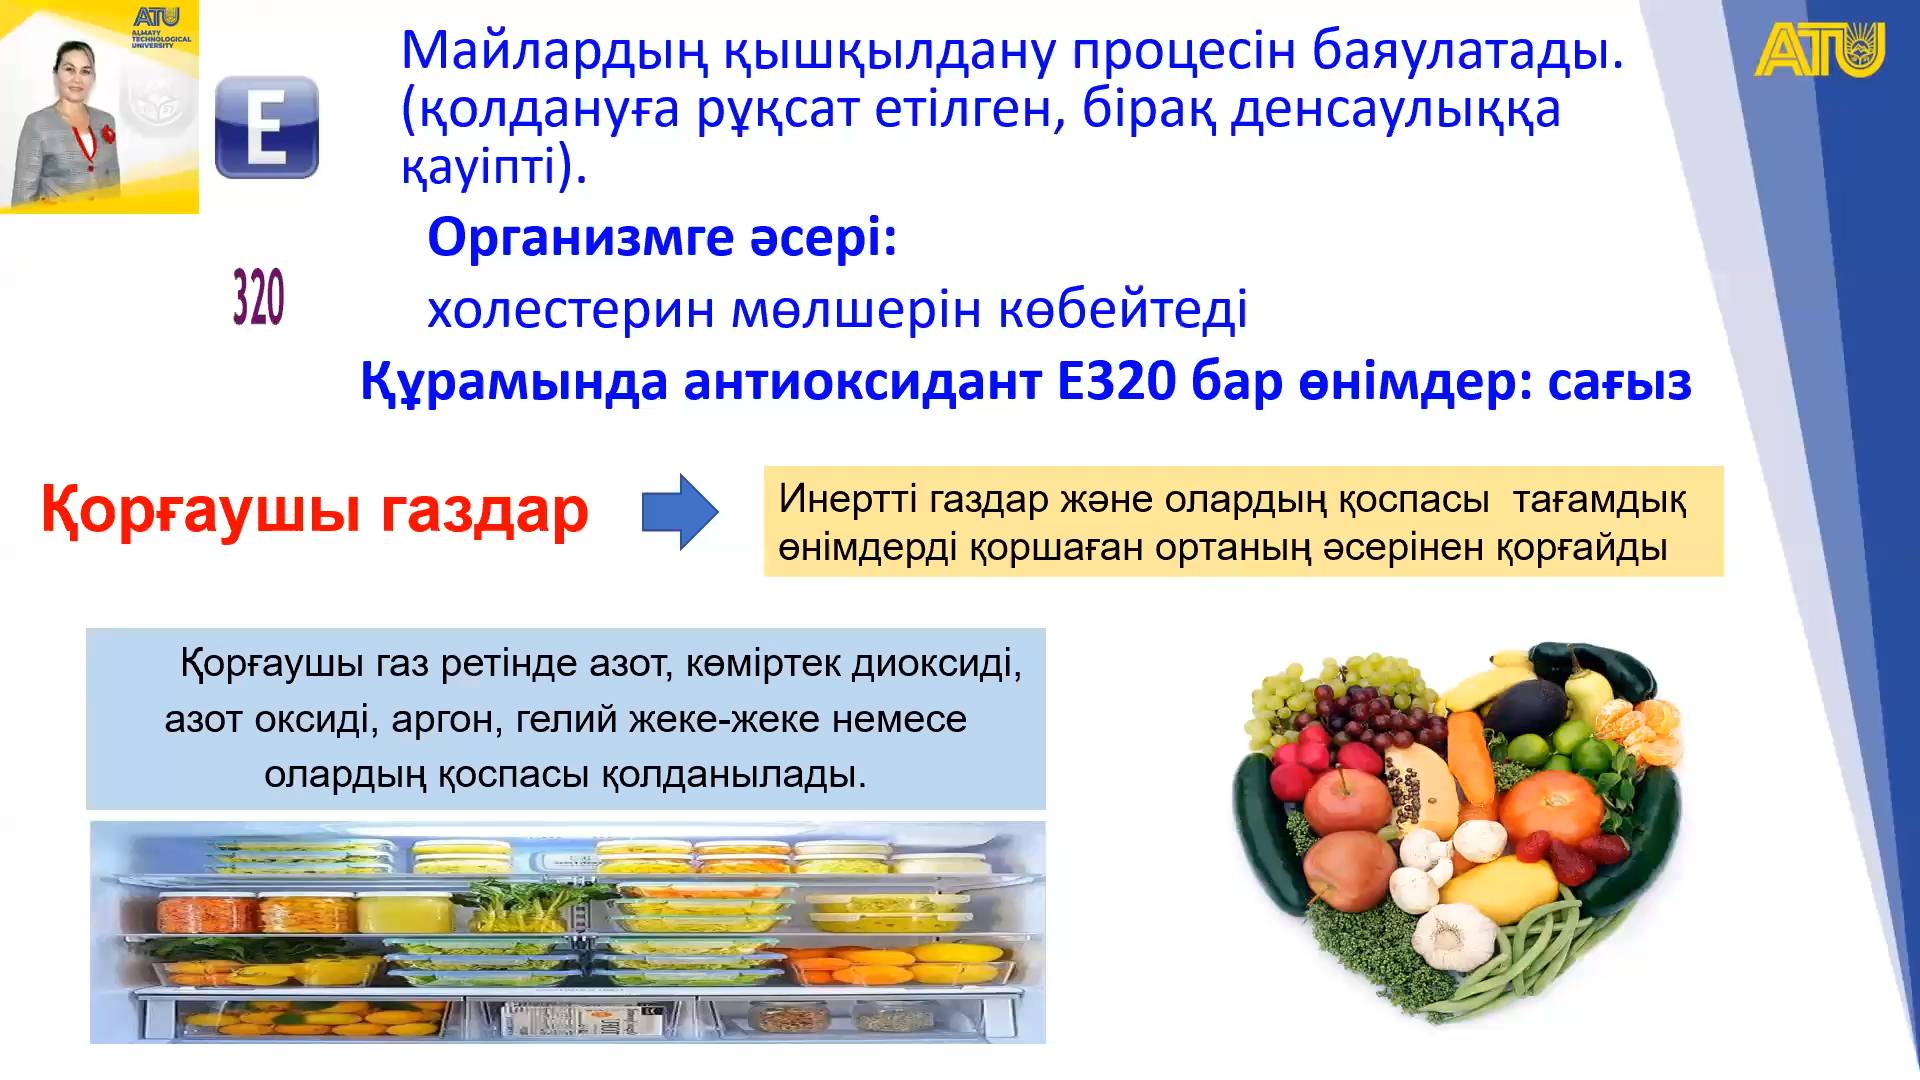 ATU
ALMATY
TECHNOLOGICAL
UNIVERSITY
ATU
E
320
Майлардың қышқылдану процесін баяулатады.
(қолдануға рұқсат етілген, бірақ денсаулыққа
қауіпті).
Организмге әсері:
холестерин мөлшерін көбейтеді
Құрамында антиоксидант Е320 бар өнімдер: сағыз
Қорғаушы газдар
Инертті газдар және олардың қоспасы  тағамдық
өнімдерді қоршаған ортаның әсерінен қорғайды
Қорғаушы газ ретінде азот, көміртек диоксиді,
азот оксиді, аргон, гелий жеке-жеке немесе
олардың қоспасы қолданылады.